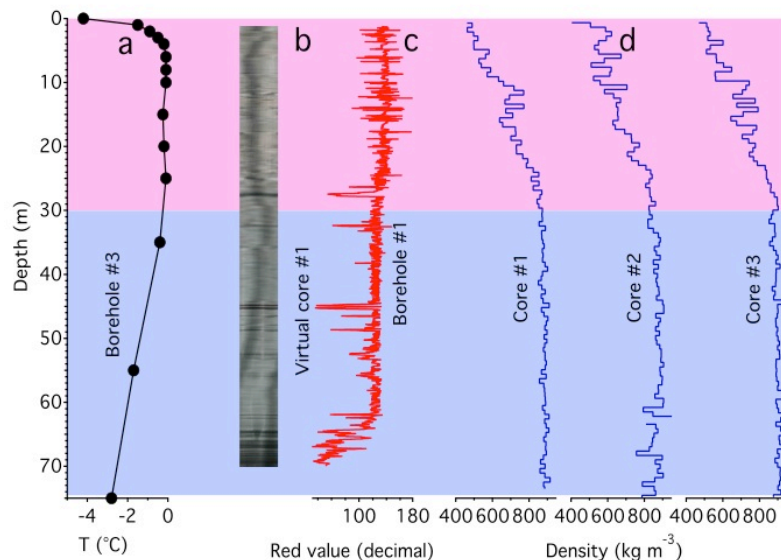 a b c d
0
10
20
30
40
50
60
70
Depth (m)
Borehole #3
Virtual core #1
Borehole #1
Core #1
Core #2
Core #3
-4 -2 0 100 180 400 600 800 400 600 800 400 600 800
T (°C) Red value (decimal) Density (kg m⁻³)